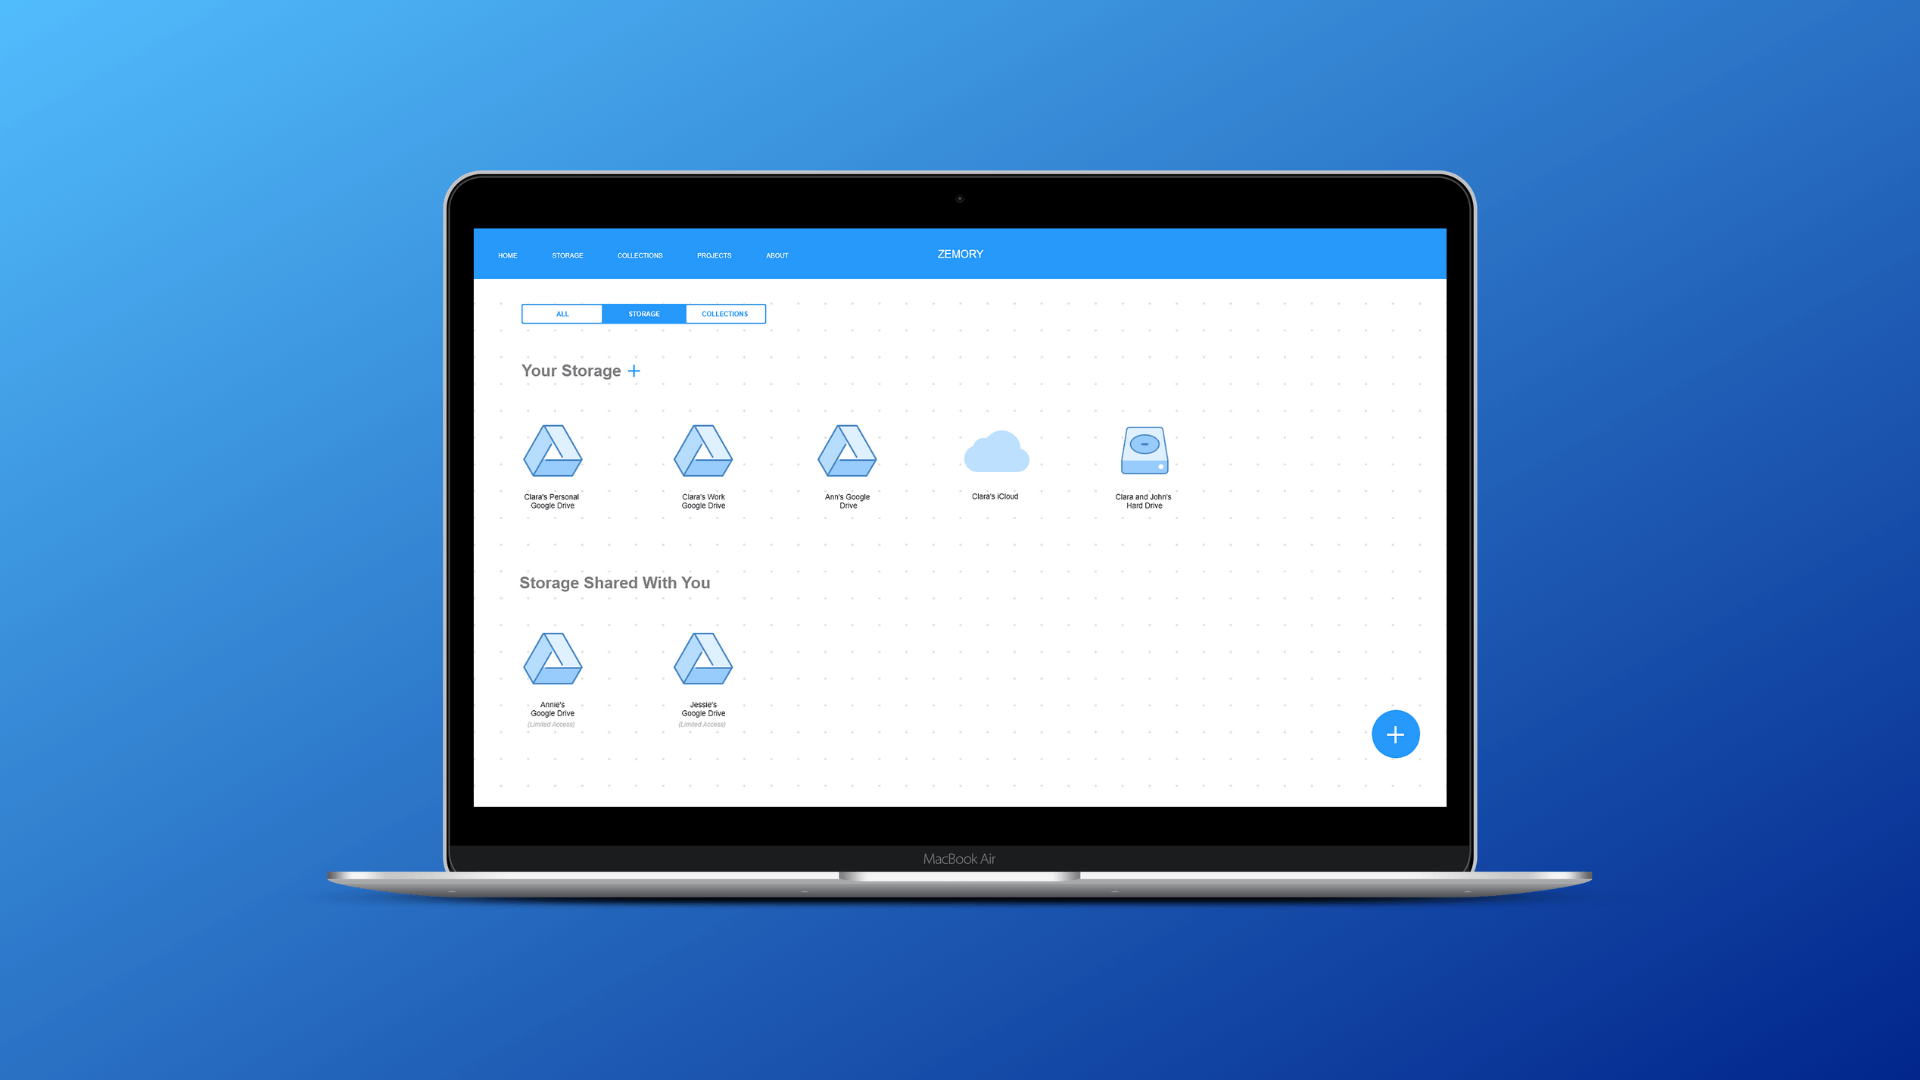 HOME STORAGE COLLECTIONS PROJECTS ABOUT ZEMORY
ALL STORAGE COLLECTIONS
Your Storage +
Clara's Personal
Google Drive
Clara's Work
Google Drive
Ann's Google
Drive
Clara's iCloud
Clara and John's
Hard Drive
Storage Shared With You
Annie's
Google Drive
(Limited Access)
Jessie's
Google Drive
(Limited Access)
+
MacBook Air